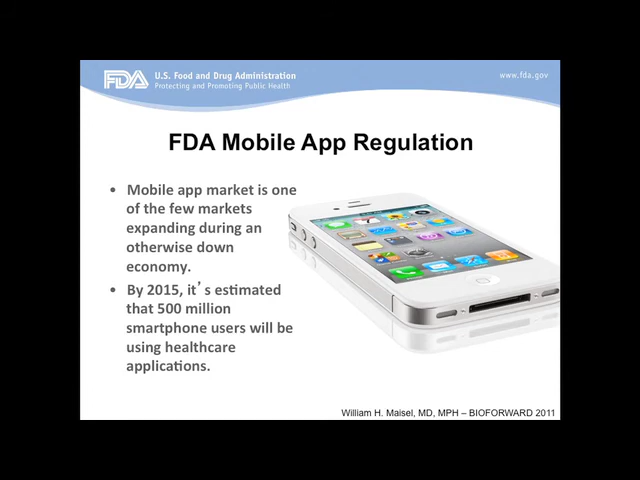 FDA U.S. Food and Drug Administration
Protecting and Promoting Public Health
www.fda.gov
FDA Mobile App Regulation
• Mobile app market is one
of the few markets
expanding during an
otherwise down
economy.
• By 2015, it’s estimated
that 500 million
smartphone users will be
using healthcare
applications.
William H. Maisel, MD, MPH – BIOFORWARD 2011